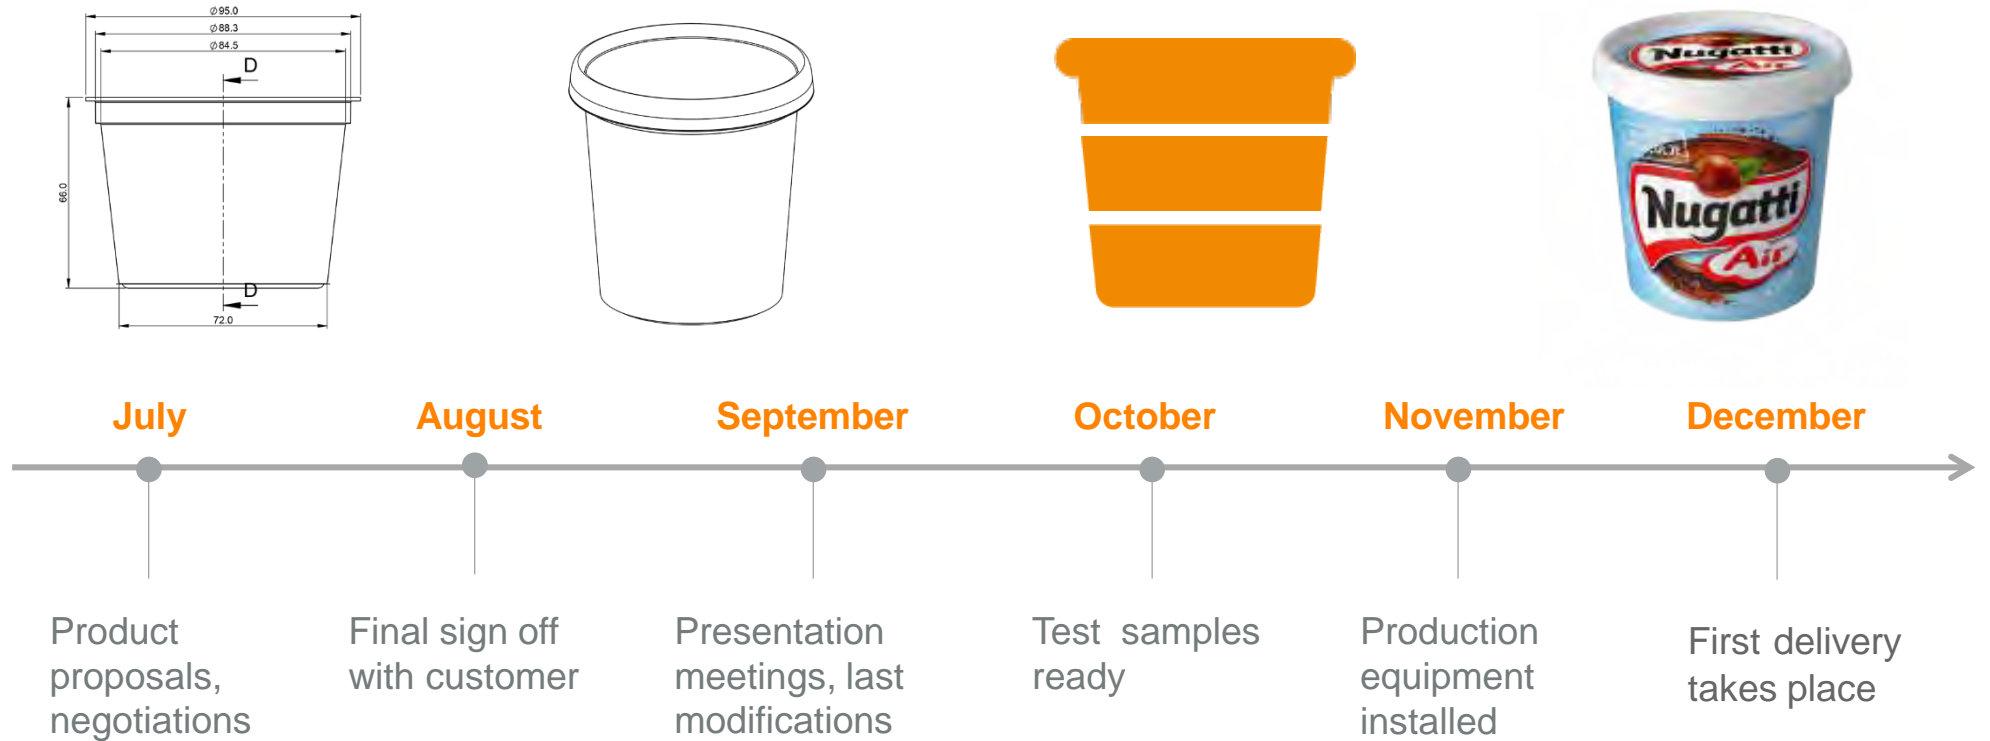 Ø95.0
Ø88.3
Ø84.5
D
66.0
D
72.0
Nugatti
Air
Nugatti
Air
July
August
September
October
November
December
Product
proposals,
negotiations
Final sign off
with customer
Presentation
meetings, last
modifications
Test samples
ready
Production
equipment
installed
First delivery
takes place